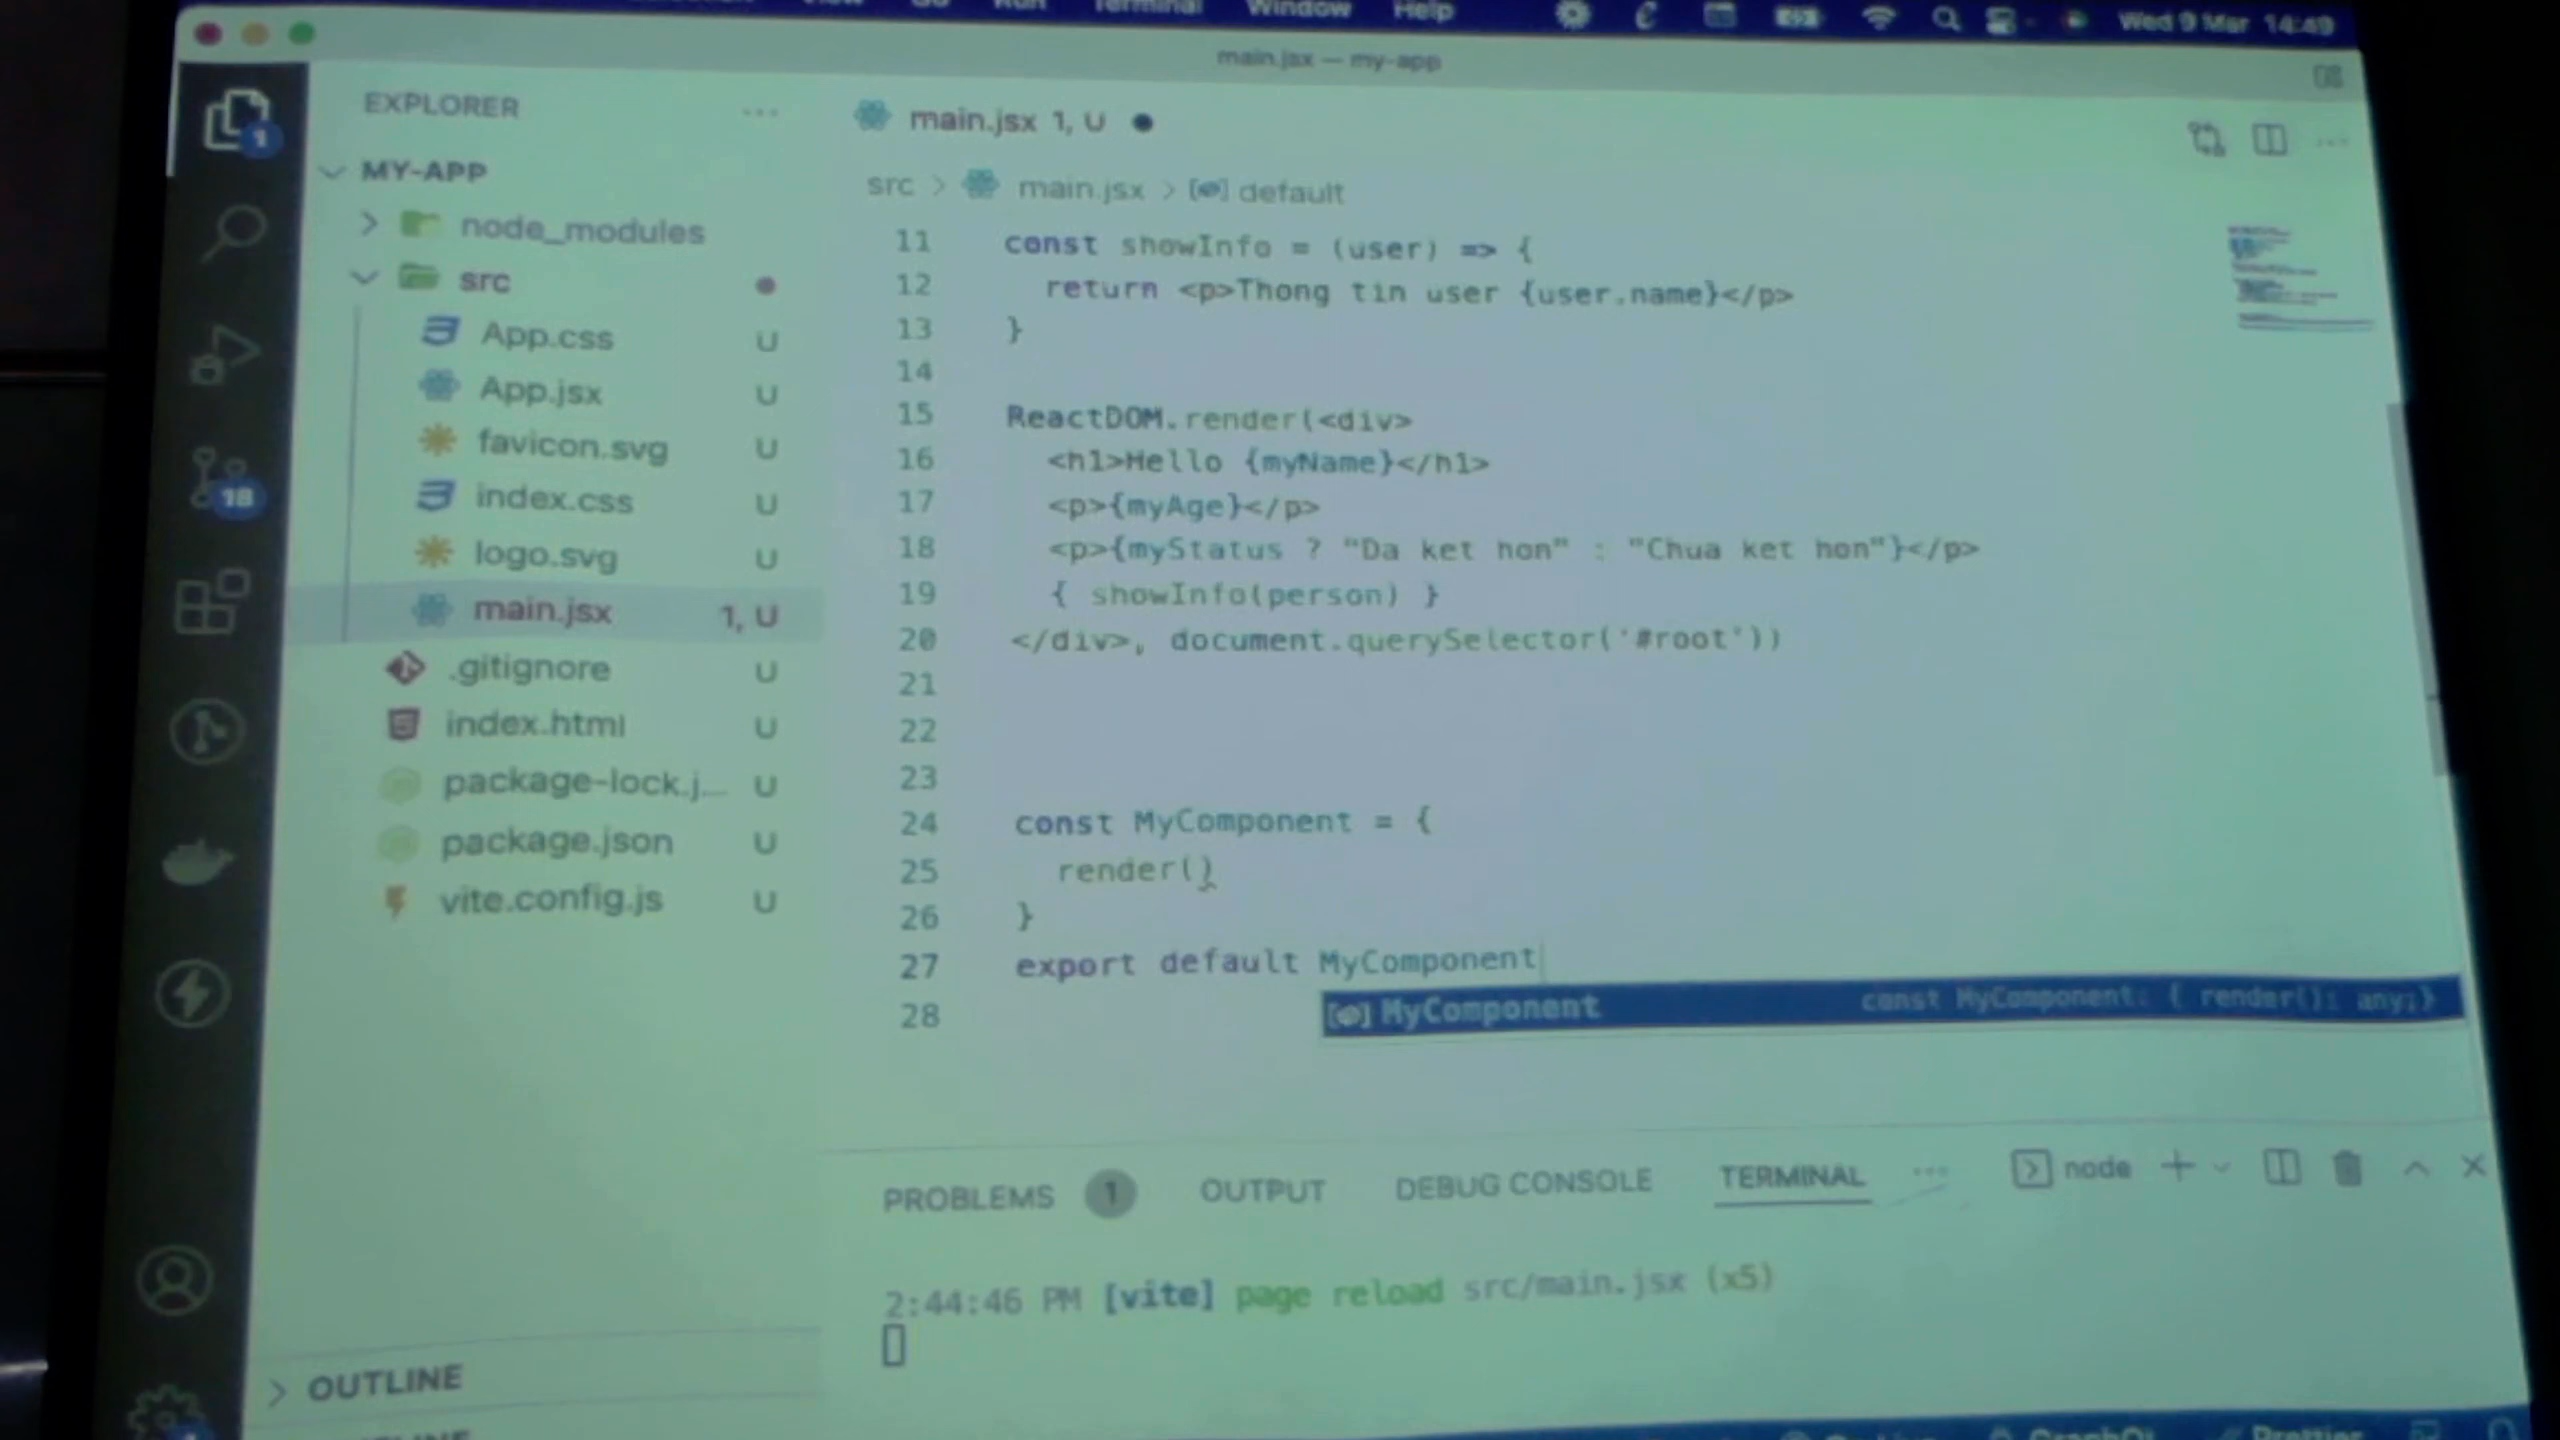 Terminal Window Help Wed 9 Mar 14:49
main.jsx — my-app
EXPLORER
MY-APP
node_modules
src
App.css U
App.jsx U
favicon.svg U
index.css U
logo.svg U
main.jsx 1, U
.gitignore U
index.html U
package-lock.j... U
package.json U
vite.config.js U
OUTLINE
1
18
main.jsx 1, U
src > main.jsx > default
11 const showInfo = (user) => {
12 return <p>Thong tin user {user.name}</p>
13 }
14
15 ReactDOM.render(<div>
16 <h1>Hello {myName}</h1>
17 <p>{myAge}</p>
18 <p>{myStatus ? "Da ket hon" : "Chua ket hon"}</p>
19 { showInfo(person) }
20 </div>, document.querySelector('#root'))
21
22
23
24 const MyComponent = {
25 render()
26 }
27 export default MyComponent
28
MyComponent const MyComponent: { render(): any;}
PROBLEMS 1 OUTPUT DEBUG CONSOLE TERMINAL ... node
2:44:46 PM [vite] page reload src/main.jsx (x5)
Prettier